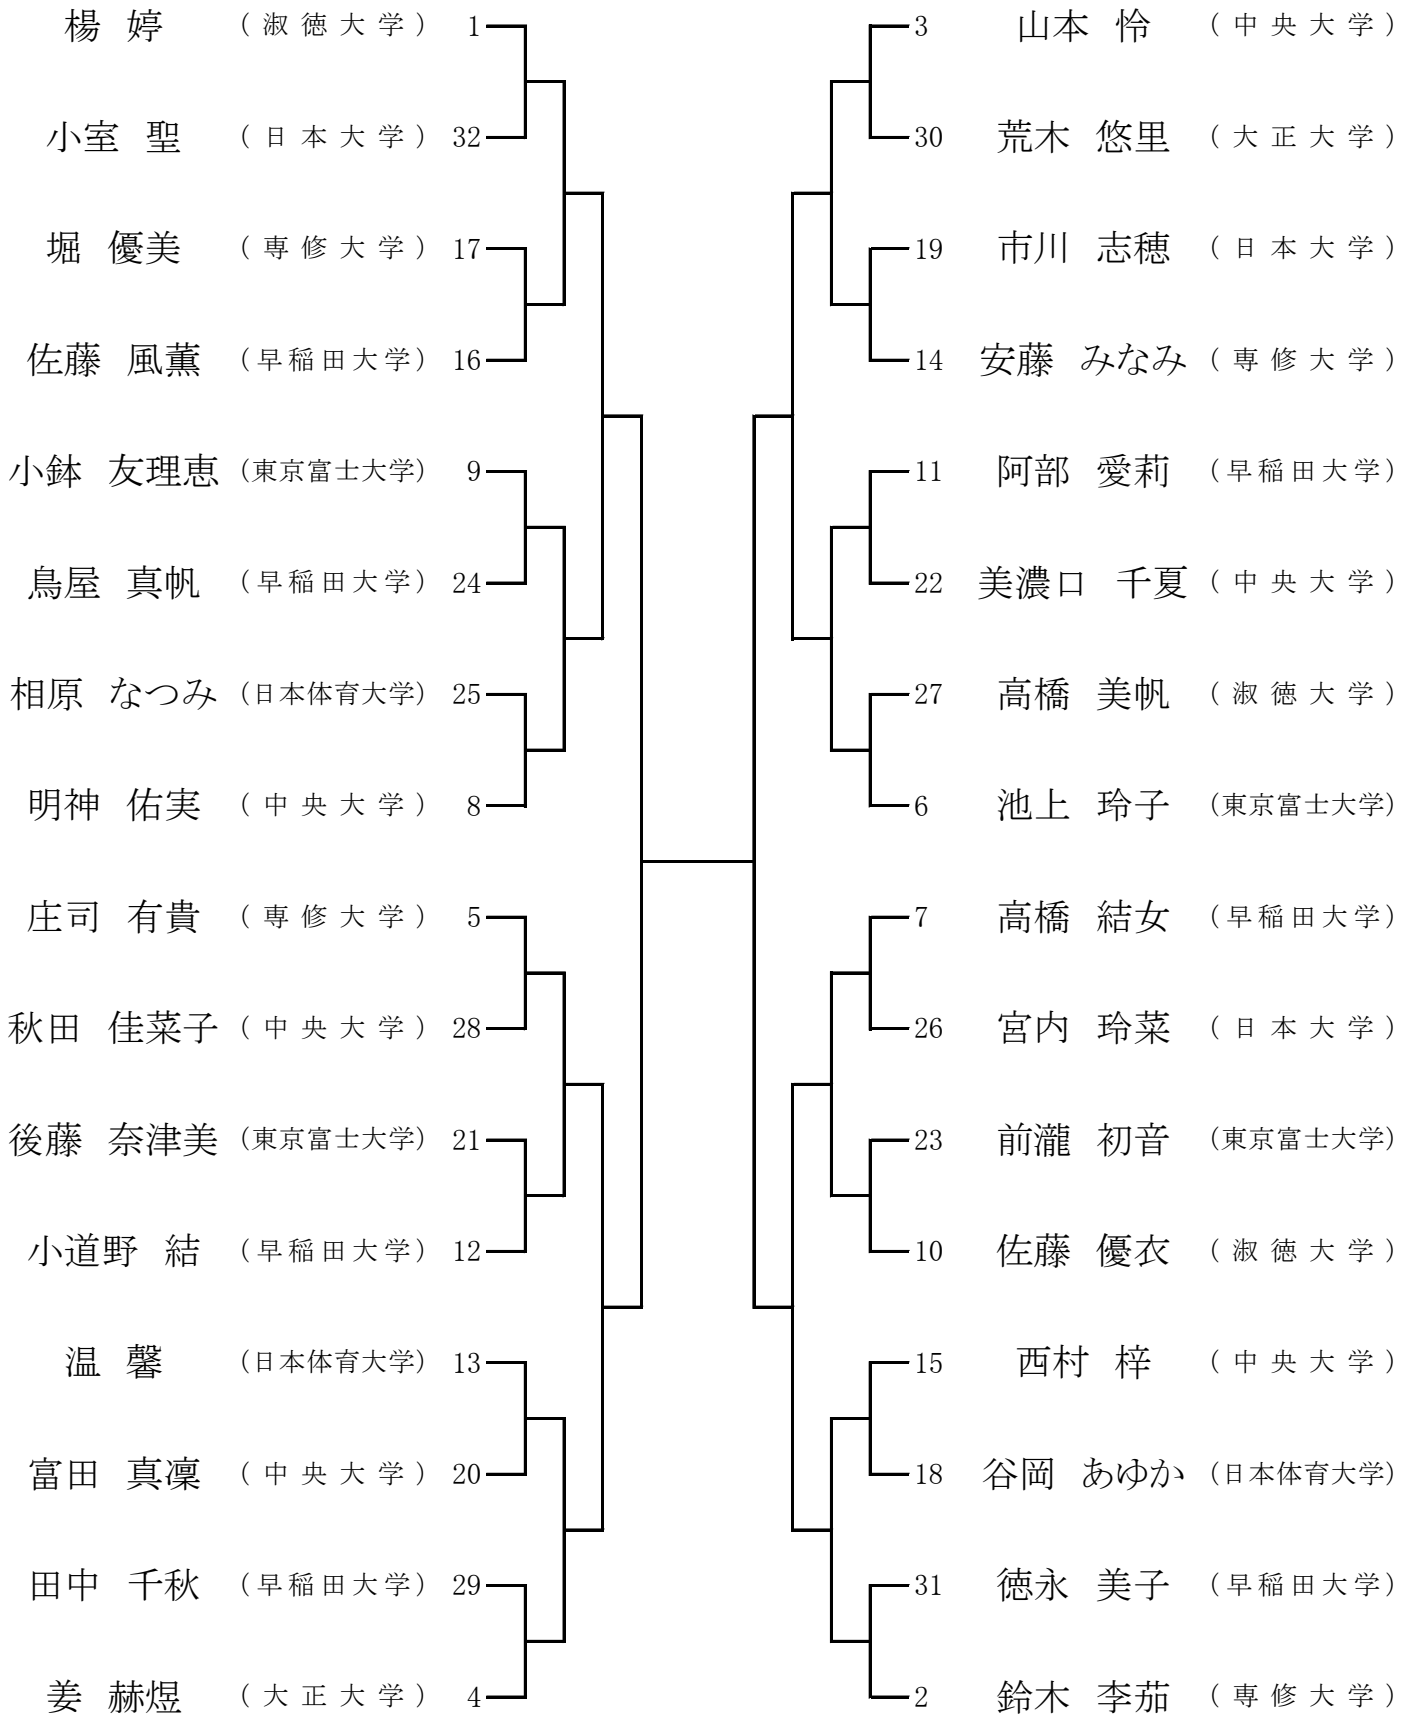 楊 婷 (淑徳大学) 1
小室 聖 (日本大学) 32
堀 優美 (専修大学) 17
佐藤 風薫 (早稲田大学) 16
小鉢 友理恵 (東京富士大学) 9
鳥屋 真帆 (早稲田大学) 24
相原 なつみ (日本体育大学) 25
明神 佑実 (中央大学) 8
庄司 有貴 (専修大学) 5
秋田 佳菜子 (中央大学) 28
後藤 奈津美 (東京富士大学) 21
小道野 結 (早稲田大学) 12
温 馨 (日本体育大学) 13
富田 真凜 (中央大学) 20
田中 千秋 (早稲田大学) 29
姜 赫煜 (大正大学) 4
3 山本 怜 (中央大学)
30 荒木 悠里 (大正大学)
19 市川 志穂 (日本大学)
14 安藤 みなみ (専修大学)
11 阿部 愛莉 (早稲田大学)
22 美濃口 千夏 (中央大学)
27 高橋 美帆 (淑徳大学)
6 池上 玲子 (東京富士大学)
7 高橋 結女 (早稲田大学)
26 宮内 玲菜 (日本大学)
23 前瀧 初音 (東京富士大学)
10 佐藤 優衣 (淑徳大学)
15 西村 梓 (中央大学)
18 谷岡 あゆか (日本体育大学)
31 徳永 美子 (早稲田大学)
2 鈴木 李茄 (専修大学)